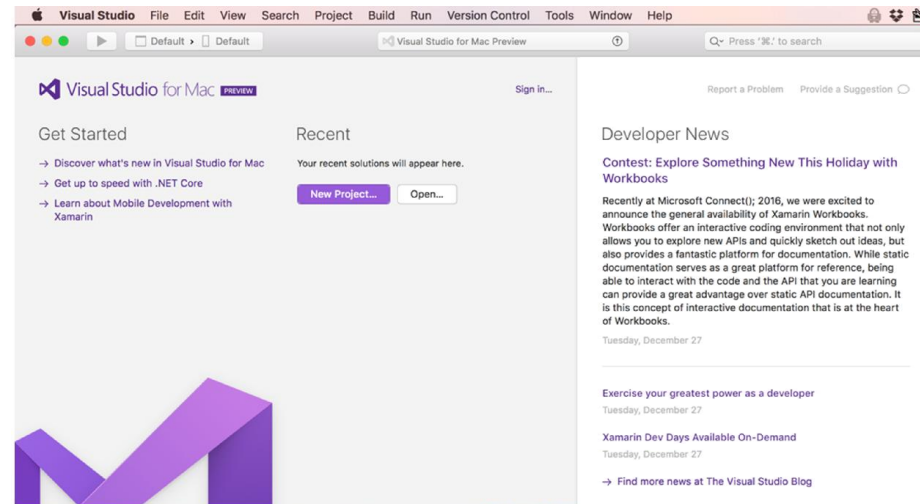 Visual Studio File Edit View Search Project Build Run Version Control Tools Window Help
Default › Default
Visual Studio for Mac Preview
Press '⌘.' to search
Visual Studio for Mac PREVIEW
Sign in...
Get Started
→ Discover what's new in Visual Studio for Mac
→ Get up to speed with .NET Core
→ Learn about Mobile Development with
Xamarin
Recent
Your recent solutions will appear here.
New Project...
Open...
Report a Problem Provide a Suggestion
Developer News
Contest: Explore Something New This Holiday with
Workbooks
Recently at Microsoft Connect(); 2016, we were excited to
announce the general availability of Xamarin Workbooks.
Workbooks offer an interactive coding environment that not only
allows you to explore new APIs and quickly sketch out ideas, but
also provides a fantastic platform for documentation. While static
documentation serves as a great platform for reference, being
able to interact with the code and the API that you are learning
can provide a great advantage over static API documentation. It
is this concept of interactive documentation that is at the heart
of Workbooks.
Tuesday, December 27
Exercise your greatest power as a developer
Tuesday, December 27
Xamarin Dev Days Available On-Demand
Tuesday, December 27
→ Find more news at The Visual Studio Blog